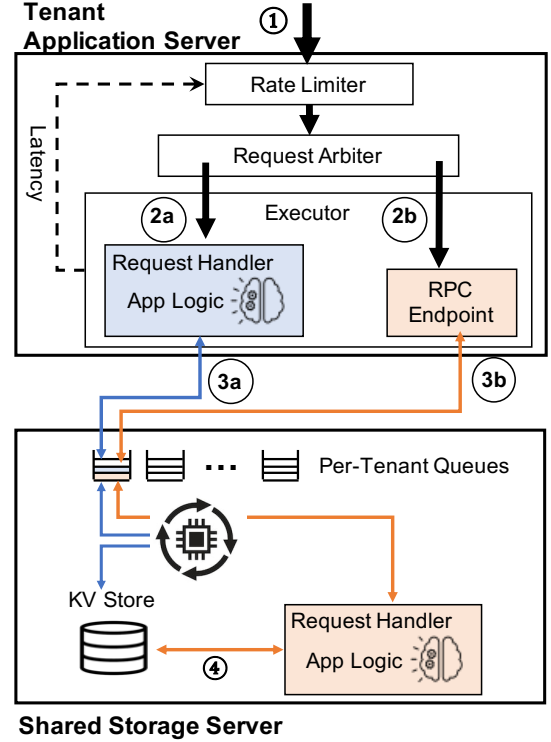 Tenant
Application Server
①
Rate Limiter
Latency
Request Arbiter
2a
Executor
2b
Request Handler
App Logic
RPC
Endpoint
3a
3b
Per-Tenant Queues
...
KV Store
Request Handler
App Logic
④
Shared Storage Server